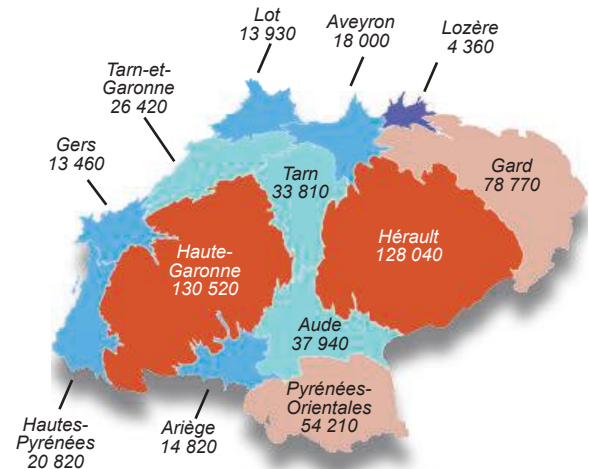 Lot
13 930
Aveyron
18 000
Lozère
4 360
Tarn-et-
Garonne
26 420
Gers
13 460
Tarn
33 810
Gard
78 770
Haute-
Garonne
130 520
Hérault
128 040
Aude
37 940
Pyrénées-
Orientales
54 210
Hautes-
Pyrénées
20 820
Ariège
14 820